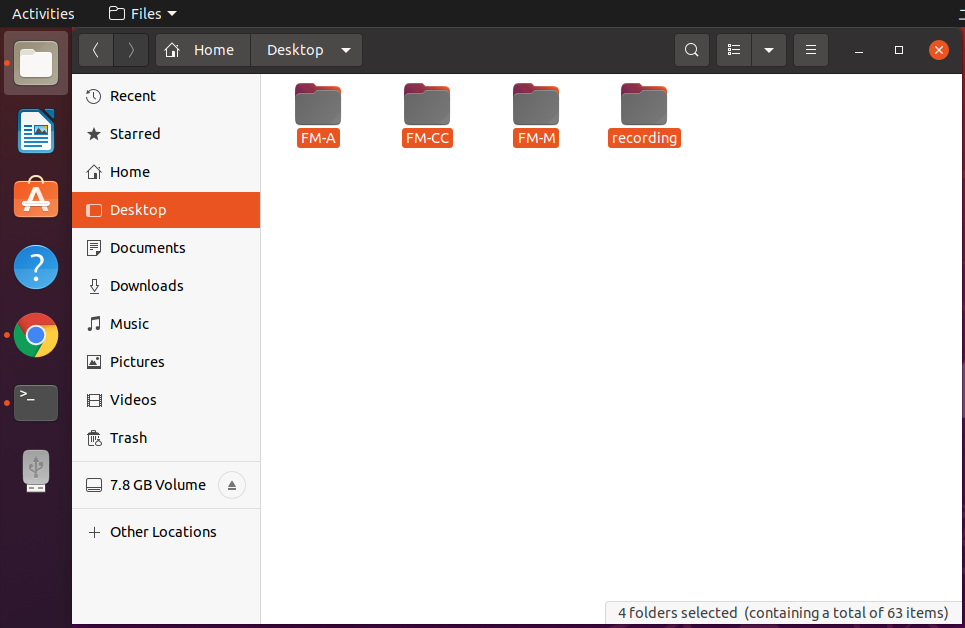 Activities
Files
Home
Desktop
Recent
Starred
Home
Desktop
Documents
Downloads
Music
Pictures
Videos
Trash
7.8 GB Volume
Other Locations
FM-A
FM-CC
FM-M
recording
4 folders selected (containing a total of 63 items)